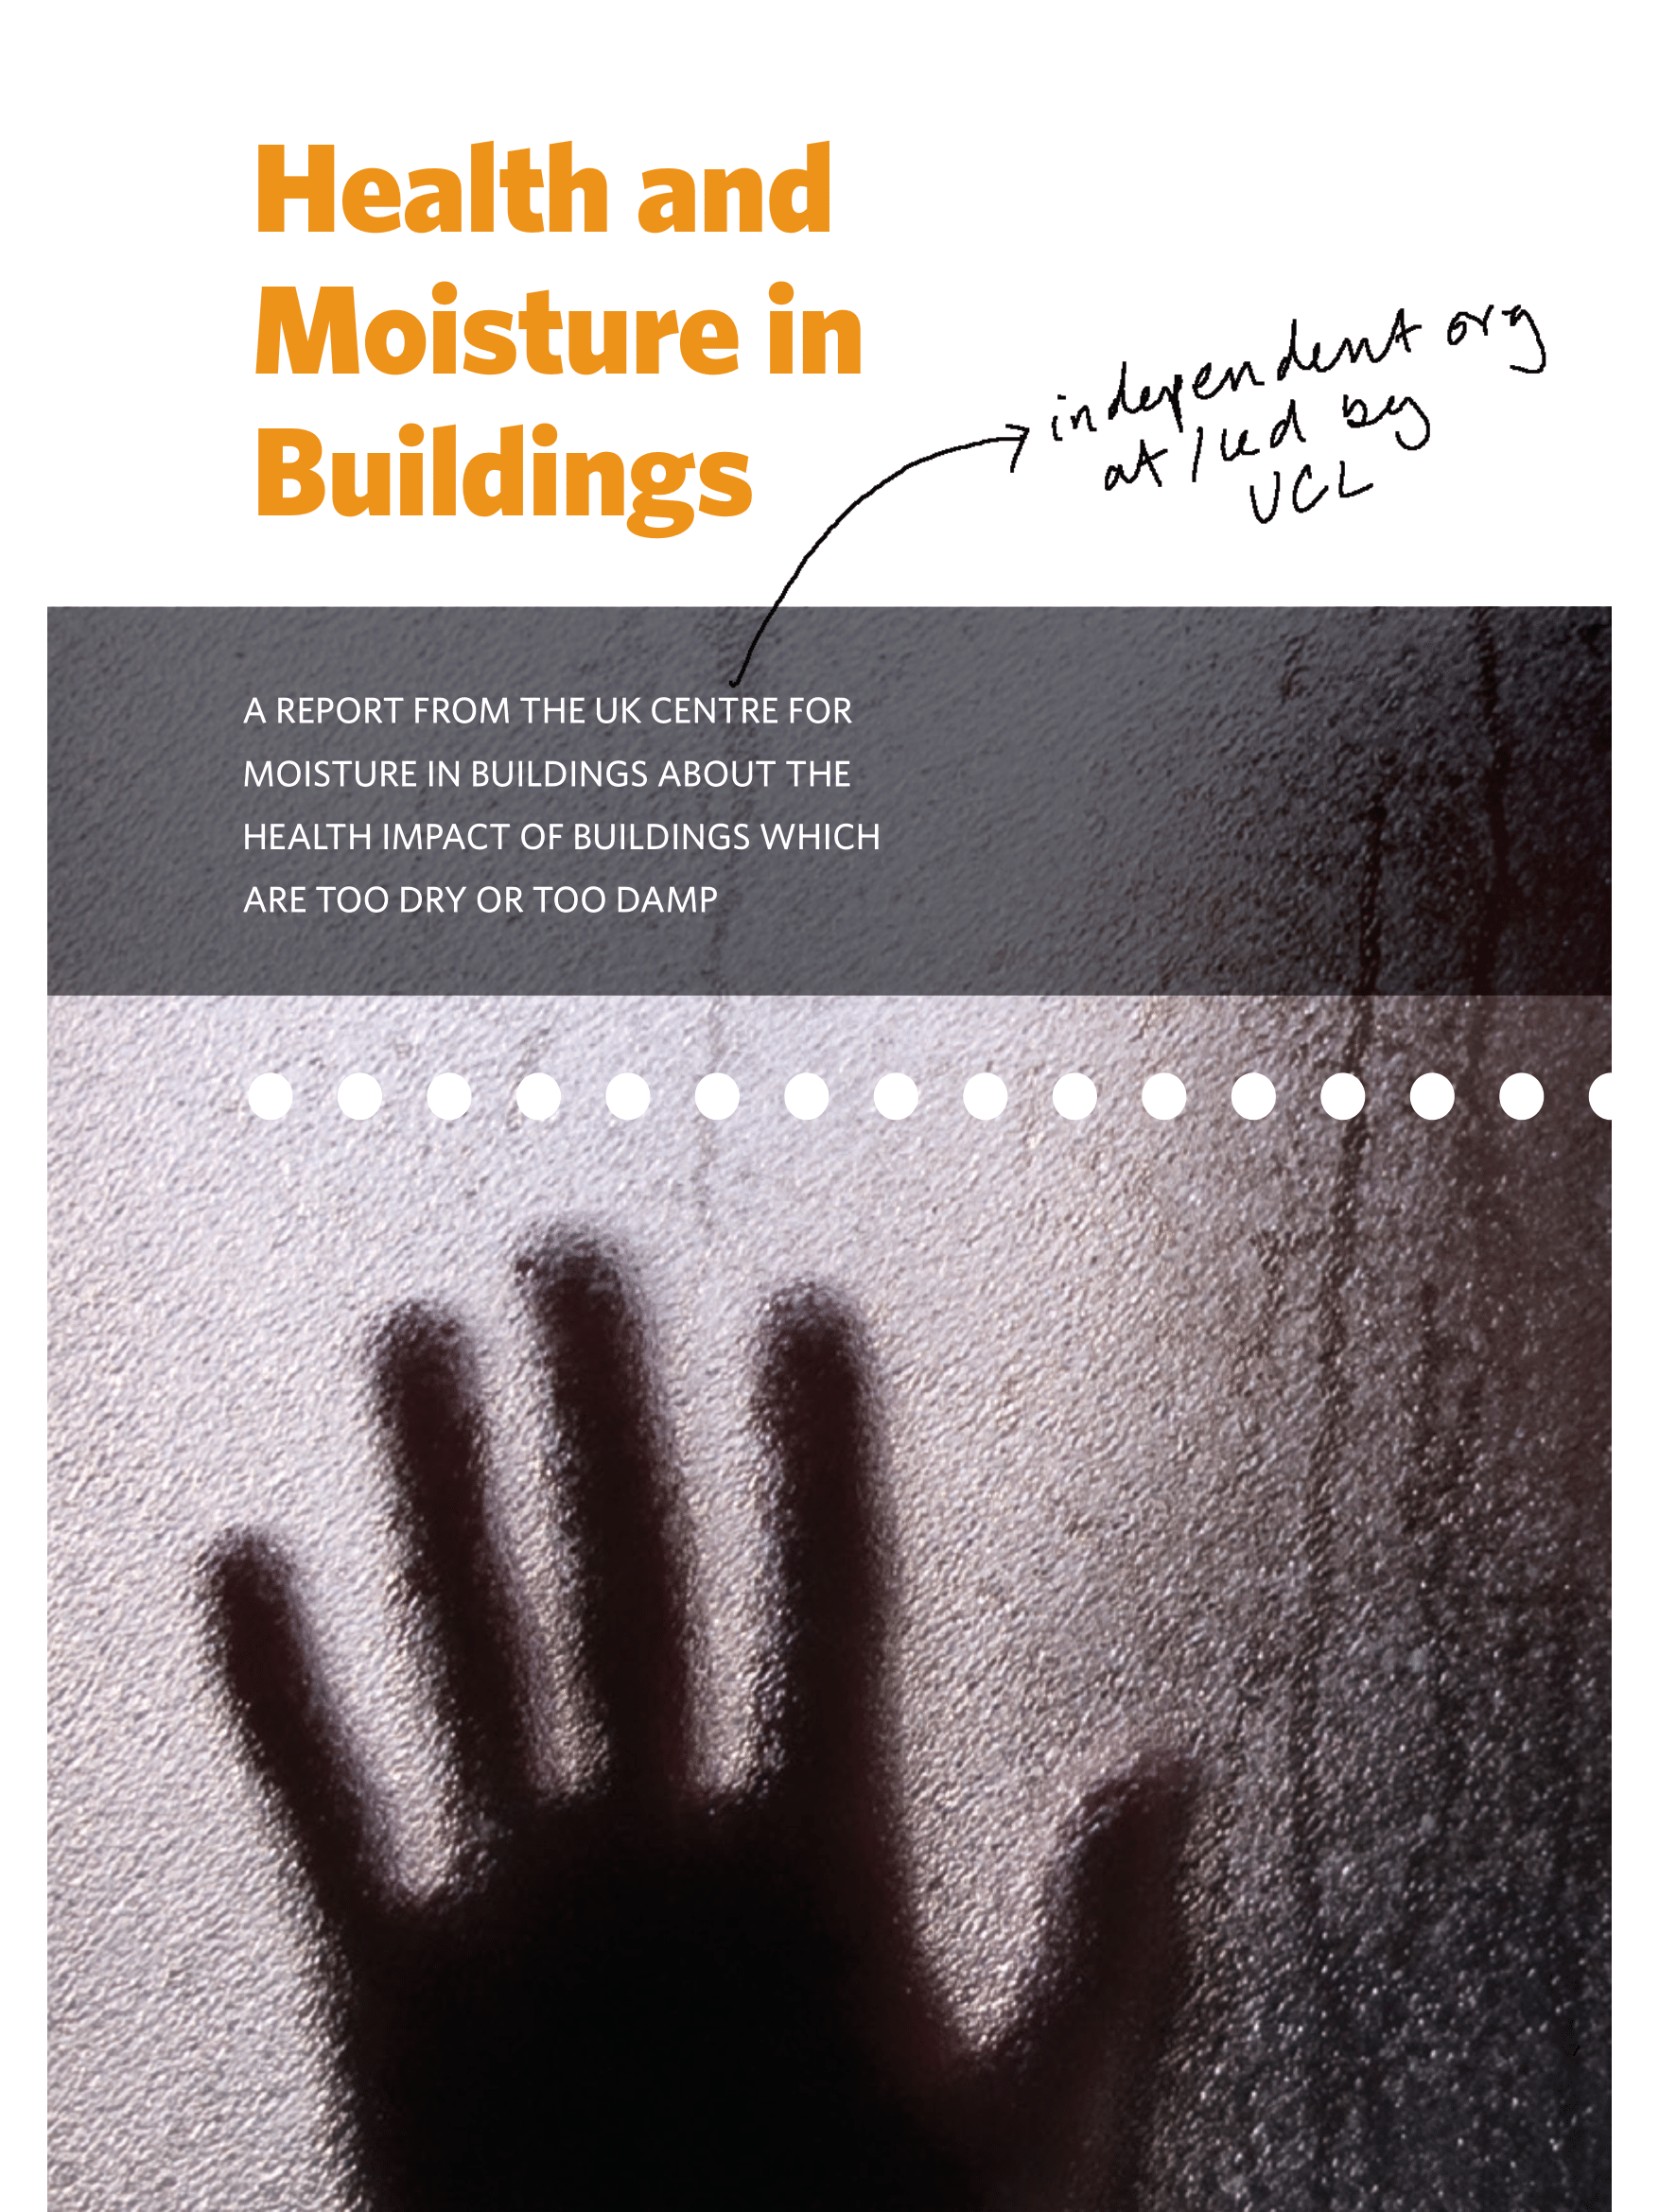 Health and
Moisture in
Buildings
independent org
at / led by
UCL
A REPORT FROM THE UK CENTRE FOR
MOISTURE IN BUILDINGS ABOUT THE
HEALTH IMPACT OF BUILDINGS WHICH
ARE TOO DRY OR TOO DAMP